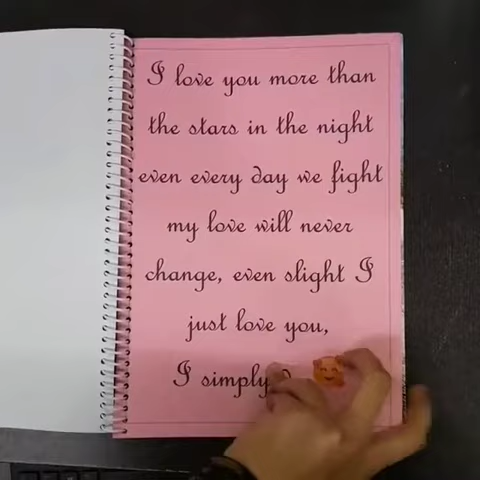 I love you more than
the stars in the night
even every day we fight
my love will never
change, even slight I
just love you,
I simply